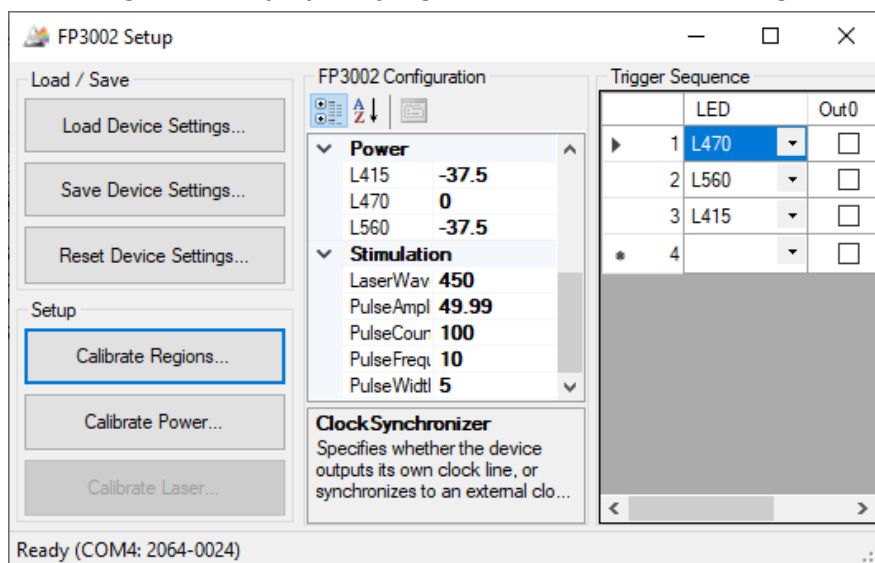 FP3002 Setup
Load / Save
Load Device Settings...
Save Device Settings...
Reset Device Settings...
Setup
Calibrate Regions...
Calibrate Power...
Calibrate Laser...
FP3002 Configuration
Power
L415 -37.5
L470 0
L560 -37.5
Stimulation
LaserWav 450
PulseAmpl 49.99
PulseCoun 100
PulseFrequ 10
PulseWidtl 5
ClockSynchronizer
Specifies whether the device
outputs its own clock line, or
synchronizes to an external clo...
Trigger Sequence
LED Out0
1 L470
2 L560
3 L415
4
Ready (COM4: 2064-0024)